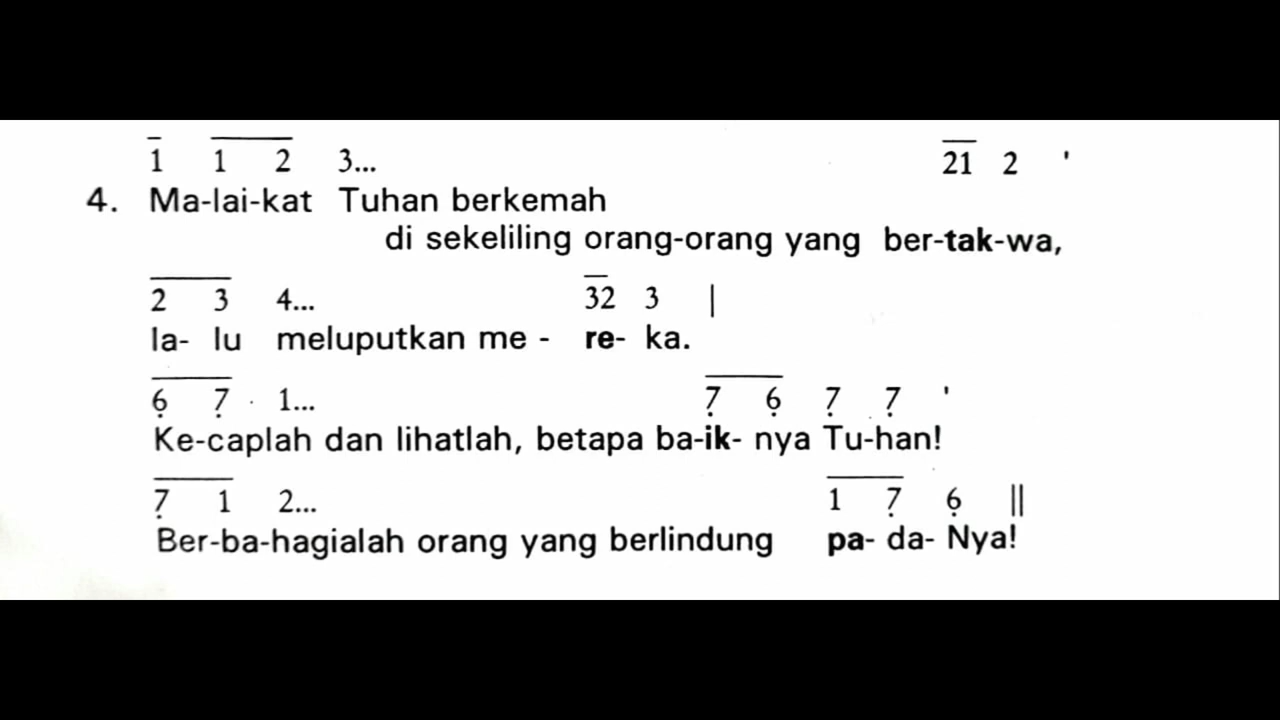 1 1 2 3... 21 2 '
4. Ma-lai-kat Tuhan berkemah
di sekeliling orang-orang yang ber-tak-wa,
2 3 4... 32 3 |
la- lu meluputkan me - re- ka.
6̣ 7̣ 1... 7̣ 6̣ 7̣ 7̣ '
Ke-caplah dan lihatlah, betapa ba-ik- nya Tu-han!
7̣ 1 2... 1 7̣ 6̣ ||
Ber-ba-hagialah orang yang berlindung pa- da- Nya!